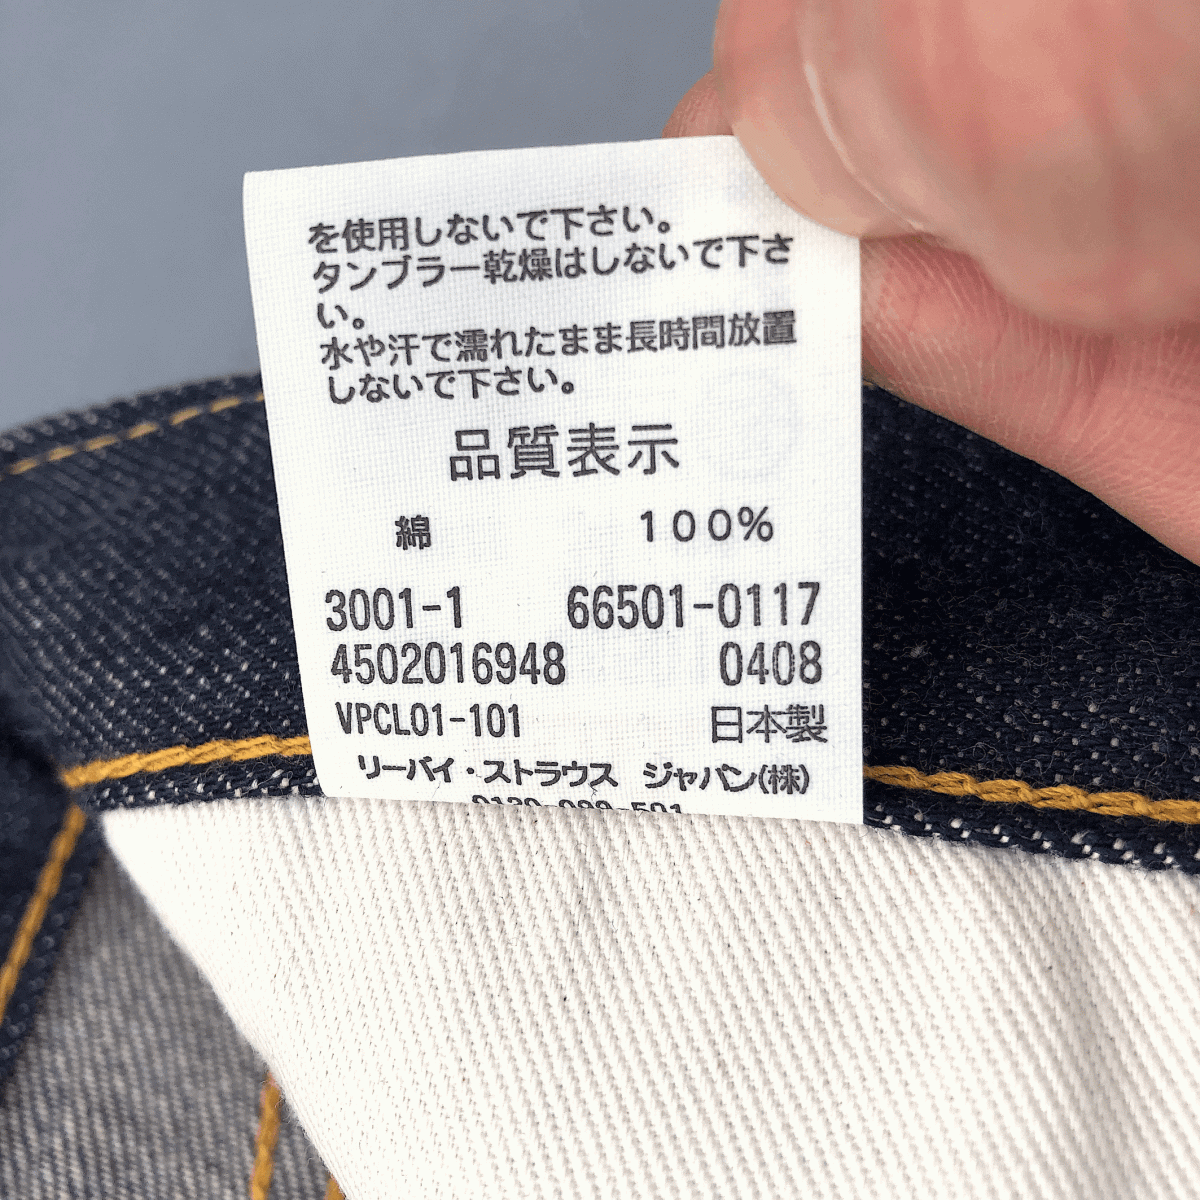 を使用しないで下さい。
タンブラー乾燥はしないで下さ
い。
水や汗で濡れたまま長時間放置
しないで下さい。
品質表示
綿 100%
3001-1 66501-0117
4502016948 0408
VPCL01-101 日本製
リーバイ・ストラウス ジャパン(株)